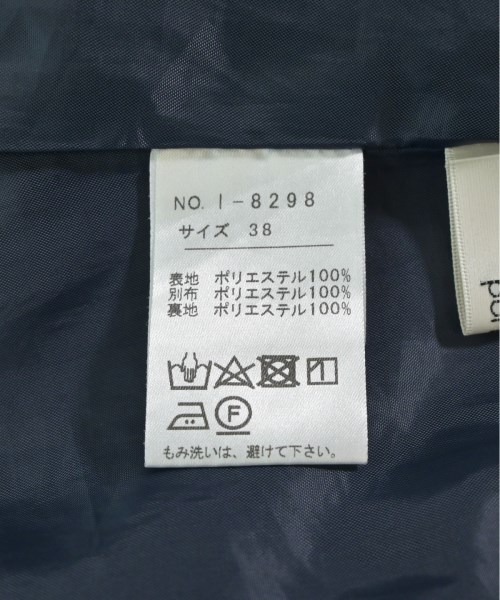 NO. I-8298
サイズ 38
表地 ポリエステル100%
別布 ポリエステル100%
裏地 ポリエステル100%
F
もみ洗いは、避けて下さい。